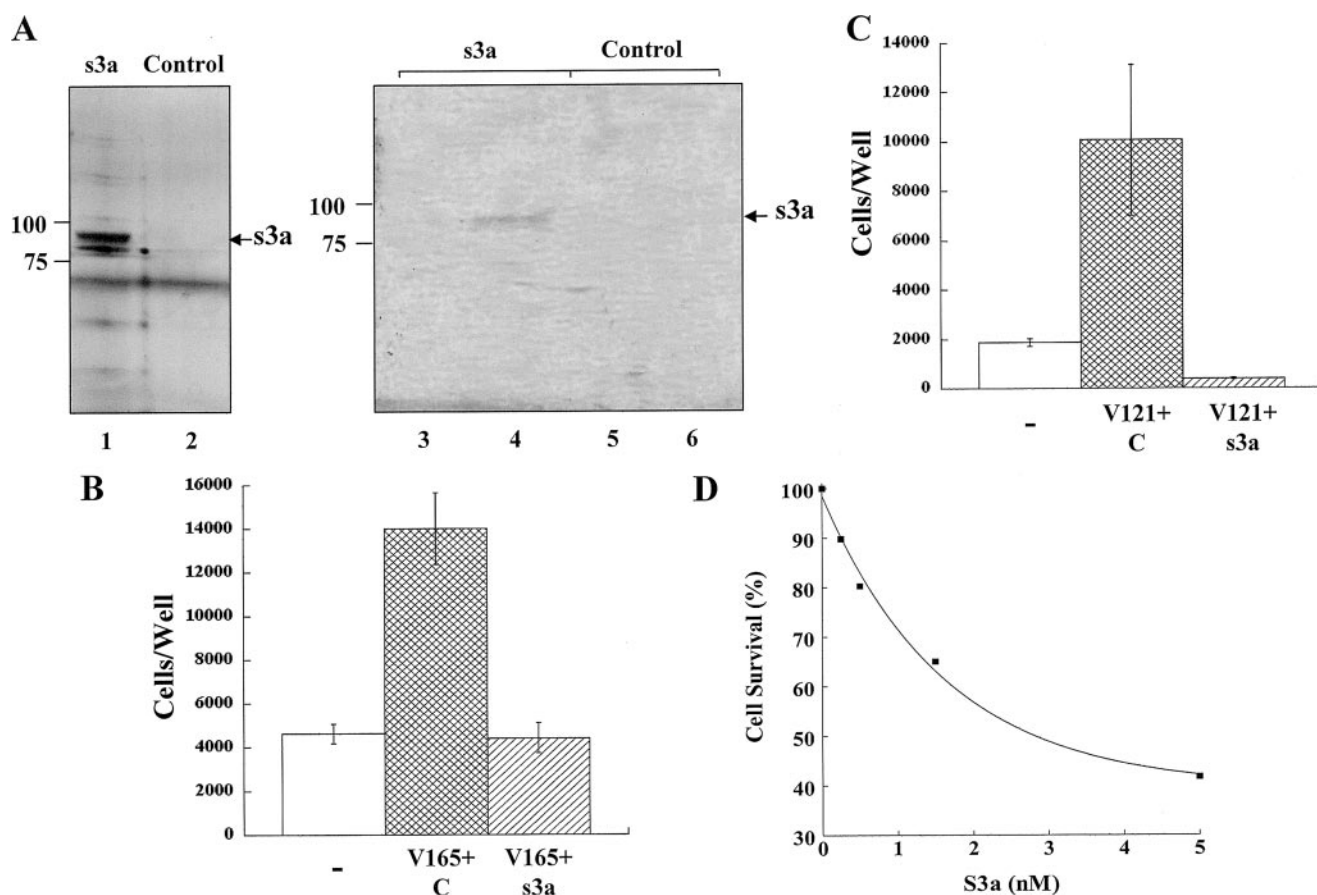 A
s3a Control
100
75
s3a
1 2
s3a Control
100
75
s3a
3 4 5 6
B
Cells/Well
16000
14000
12000
10000
8000
6000
4000
2000
0
-
V165+
C
V165+
s3a
C
Cells/Well
14000
12000
10000
8000
6000
4000
2000
0
-
V121+
C
V121+
s3a
D
Cell Survival (%)
100
90
80
70
60
50
40
30
0 1 2 3 4 5
S3a (nM)